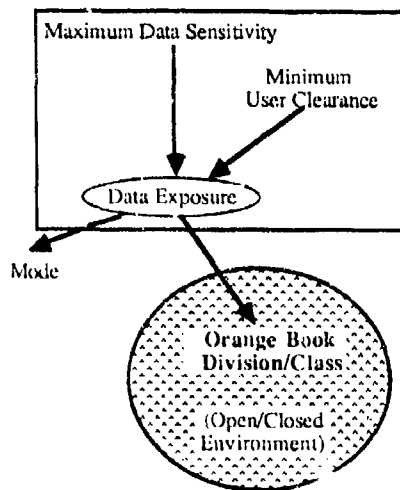 Maximum Data Sensitivity
Minimum
User Clearance
Data Exposure
Mode
Orange Book
Division/Class
(Open/Closed
Environment)